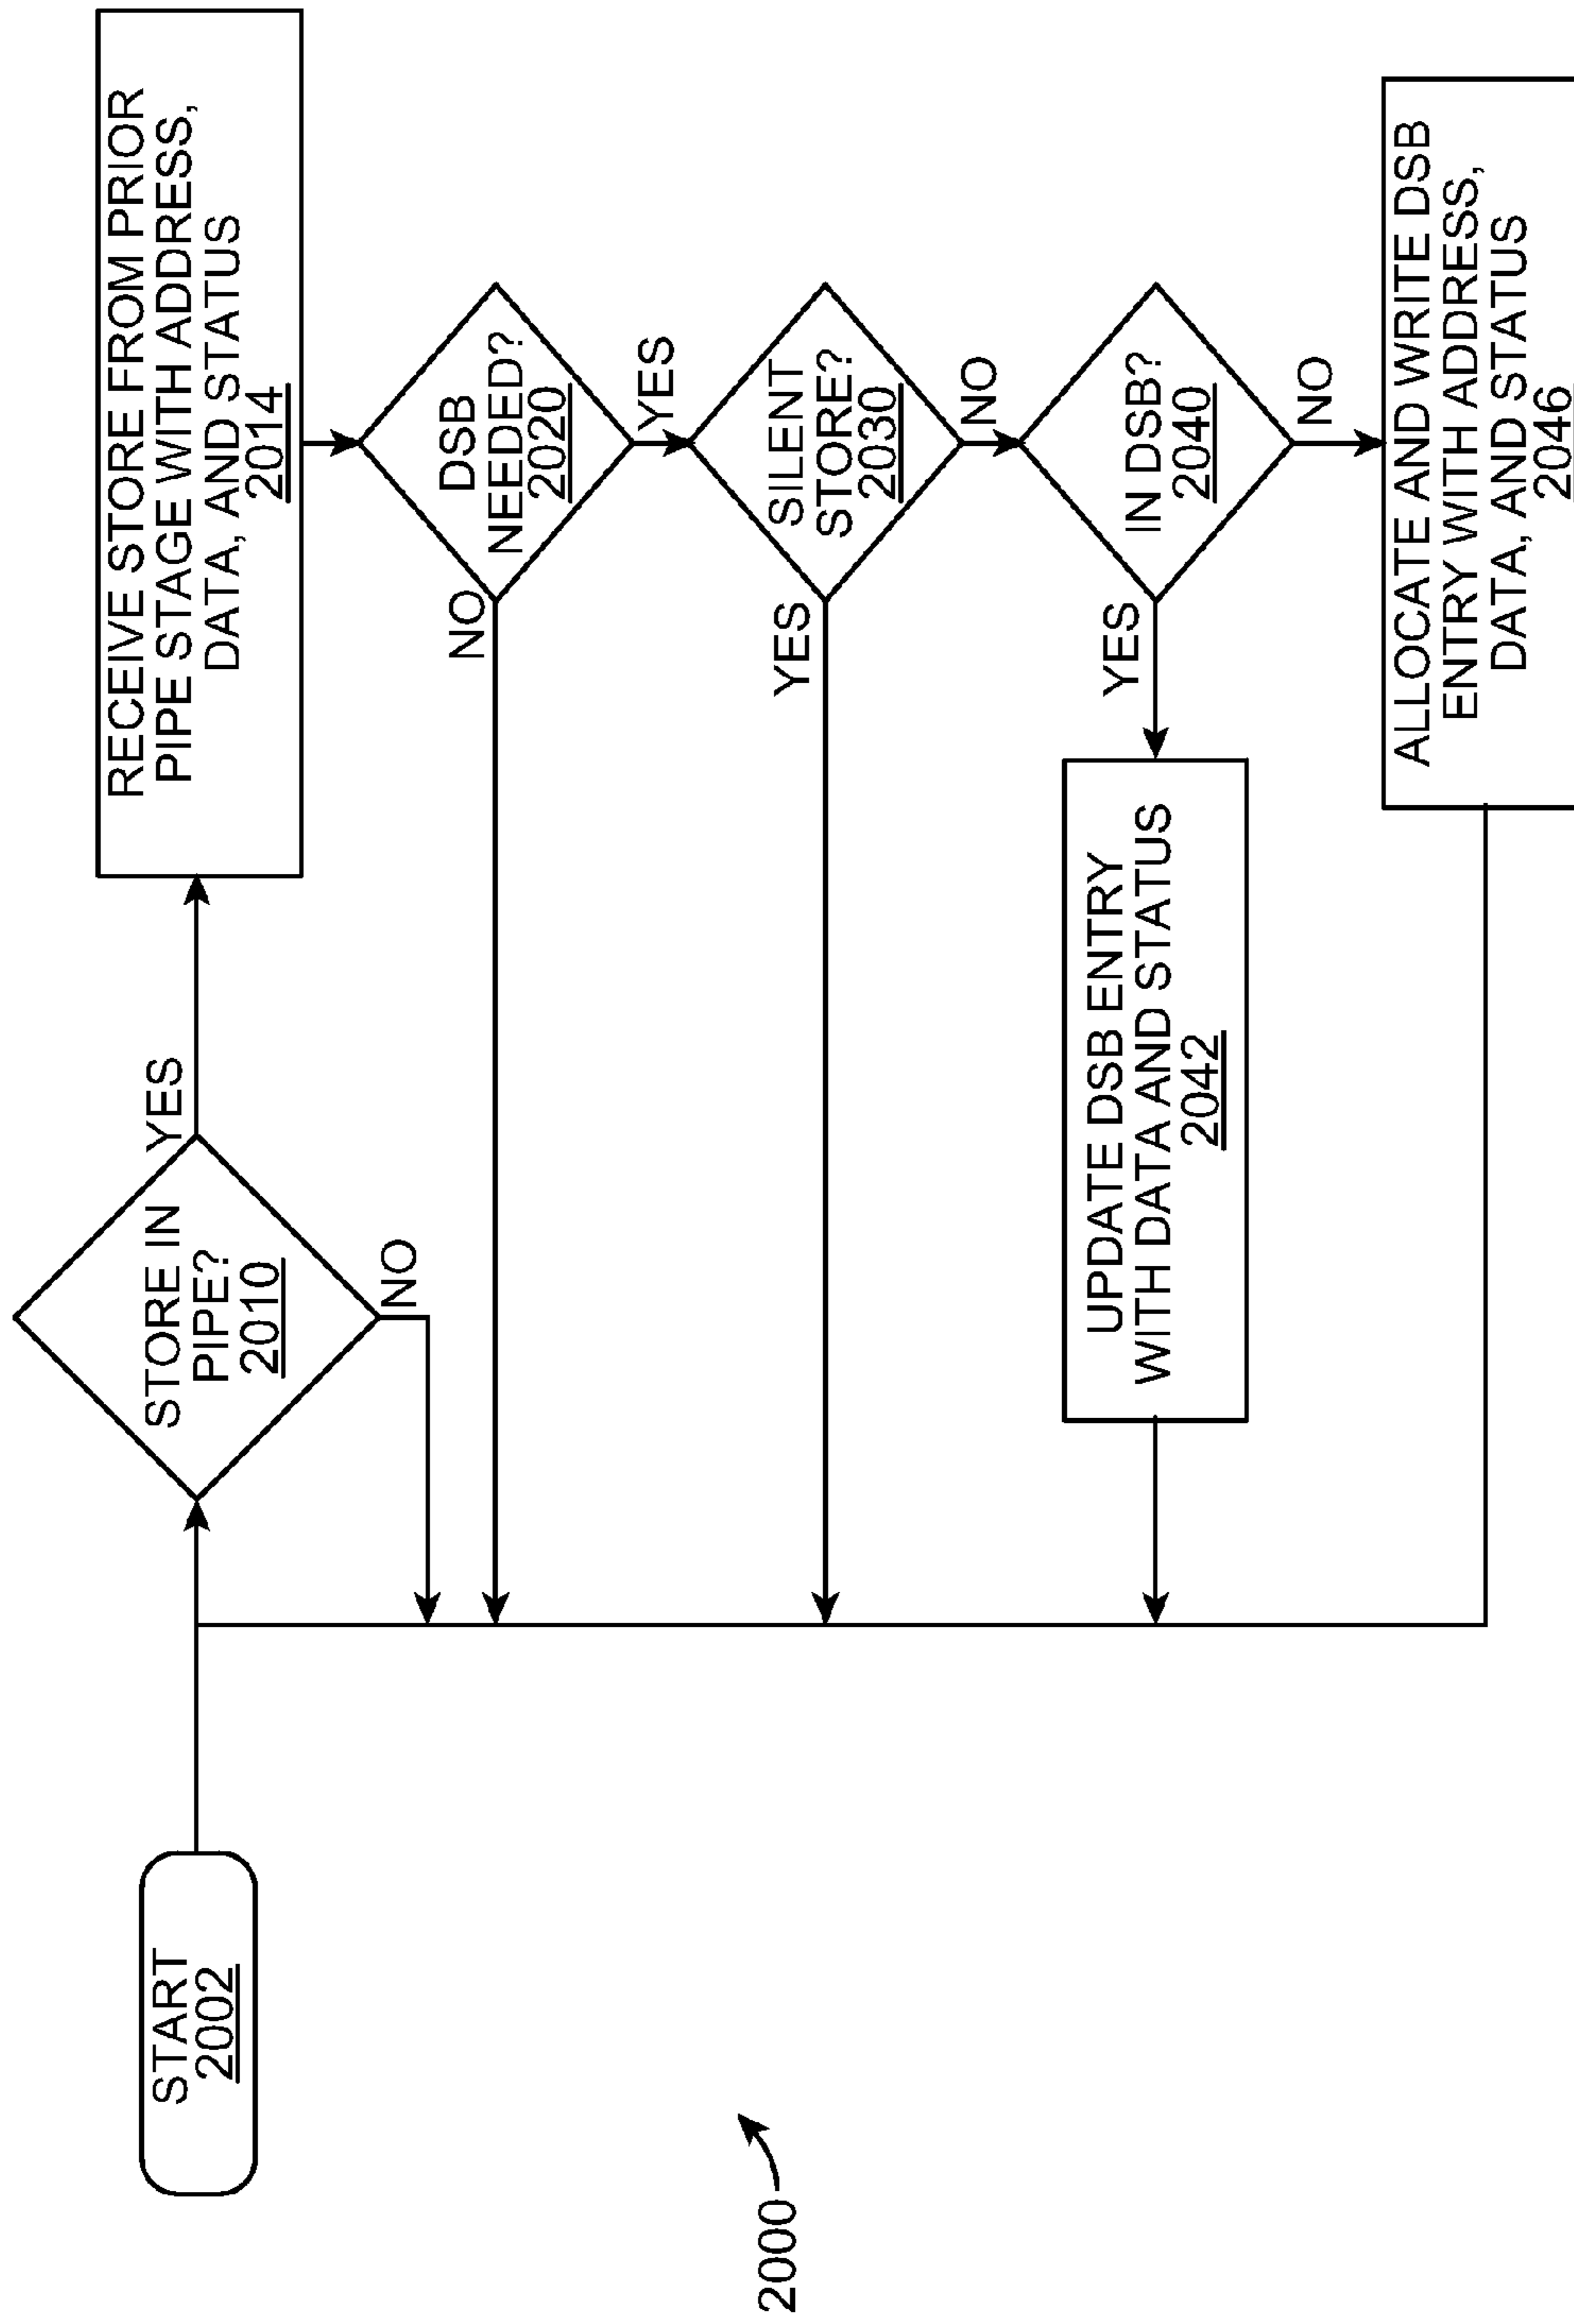 START
2002
STORE IN
PIPE?
2010
YES
NO
RECEIVE STORE FROM PRIOR
PIPE STAGE WITH ADDRESS,
DATA, AND STATUS
2014
DSB
NEEDED?
2020
NO
YES
SILENT
STORE?
2030
YES
NO
IN DSB?
2040
YES
NO
UPDATE DSB ENTRY
WITH DATA AND STATUS
2042
ALLOCATE AND WRITE DSB
ENTRY WITH ADDRESS,
DATA, AND STATUS
2046
2000